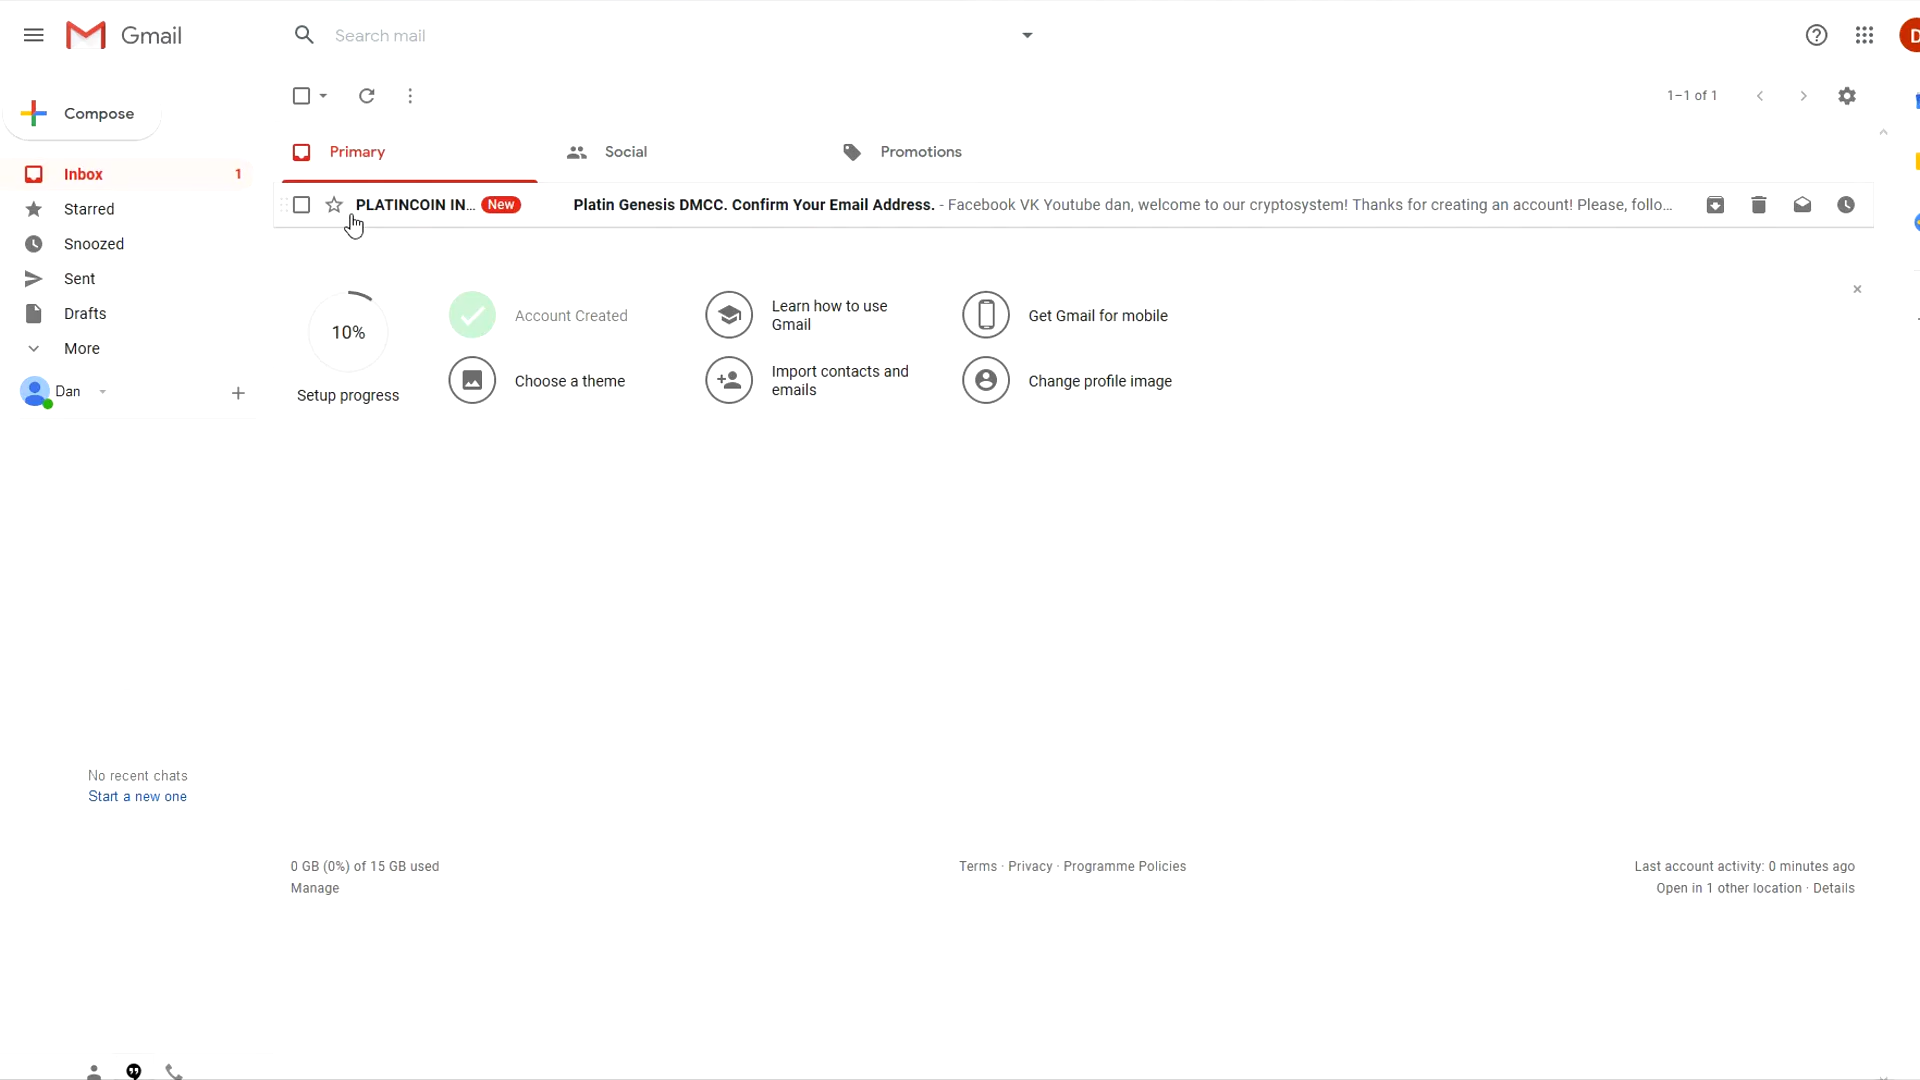 Gmail
Search mail
D
Compose
1–1 of 1
Primary
Social
Promotions
Inbox 1
PLATINCOIN IN... New Platin Genesis DMCC. Confirm Your Email Address. - Facebook VK Youtube dan, welcome to our cryptosystem! Thanks for creating an account! Please, follo...
Starred
Snoozed
Sent
Drafts
More
Dan
10%
Setup progress
Account Created
Learn how to use
Gmail
Get Gmail for mobile
Choose a theme
Import contacts and
emails
Change profile image
No recent chats
Start a new one
0 GB (0%) of 15 GB used
Manage
Terms · Privacy · Programme Policies
Last account activity: 0 minutes ago
Open in 1 other location · Details